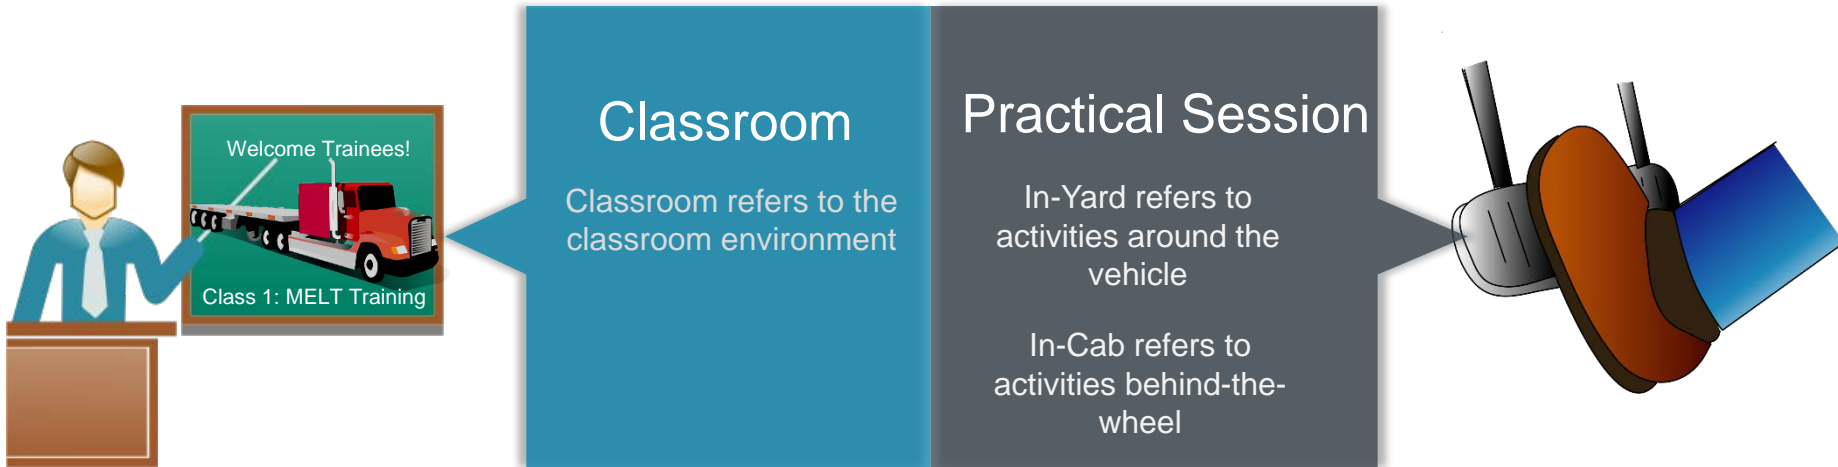 Welcome Trainees!
Class 1: MELT Training
Classroom
Classroom refers to the
classroom environment
Practical Session
In-Yard refers to
activities around the
vehicle
In-Cab refers to
activities behind-the-
wheel